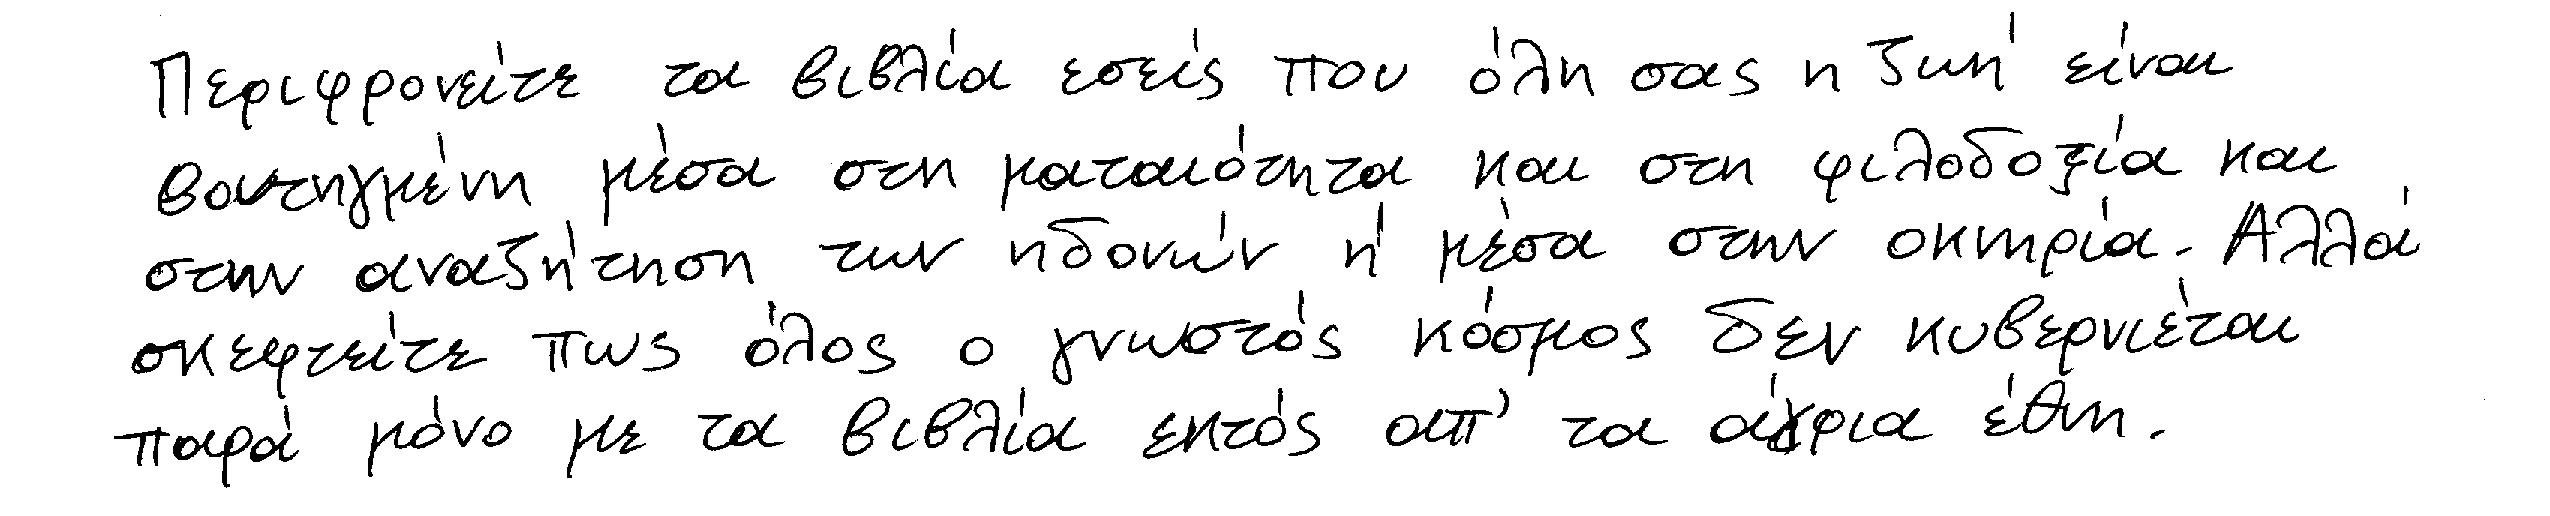 Περιφρονείτε τα βιβλία εσείς που όλη σας η ζωή είναι
βουτηγμένη μέσα στη ματαιότητα και στη φιλοδοξία και
στην αναζήτηση των ηδονών ή μέσα στην οκνηρία. Αλλά
σκεφτείτε πως όλος ο γνωστός κόσμος δεν κυβερνιέται
παρά μόνο με τα βιβλία εκτός απ' τα άγρια έθνη.